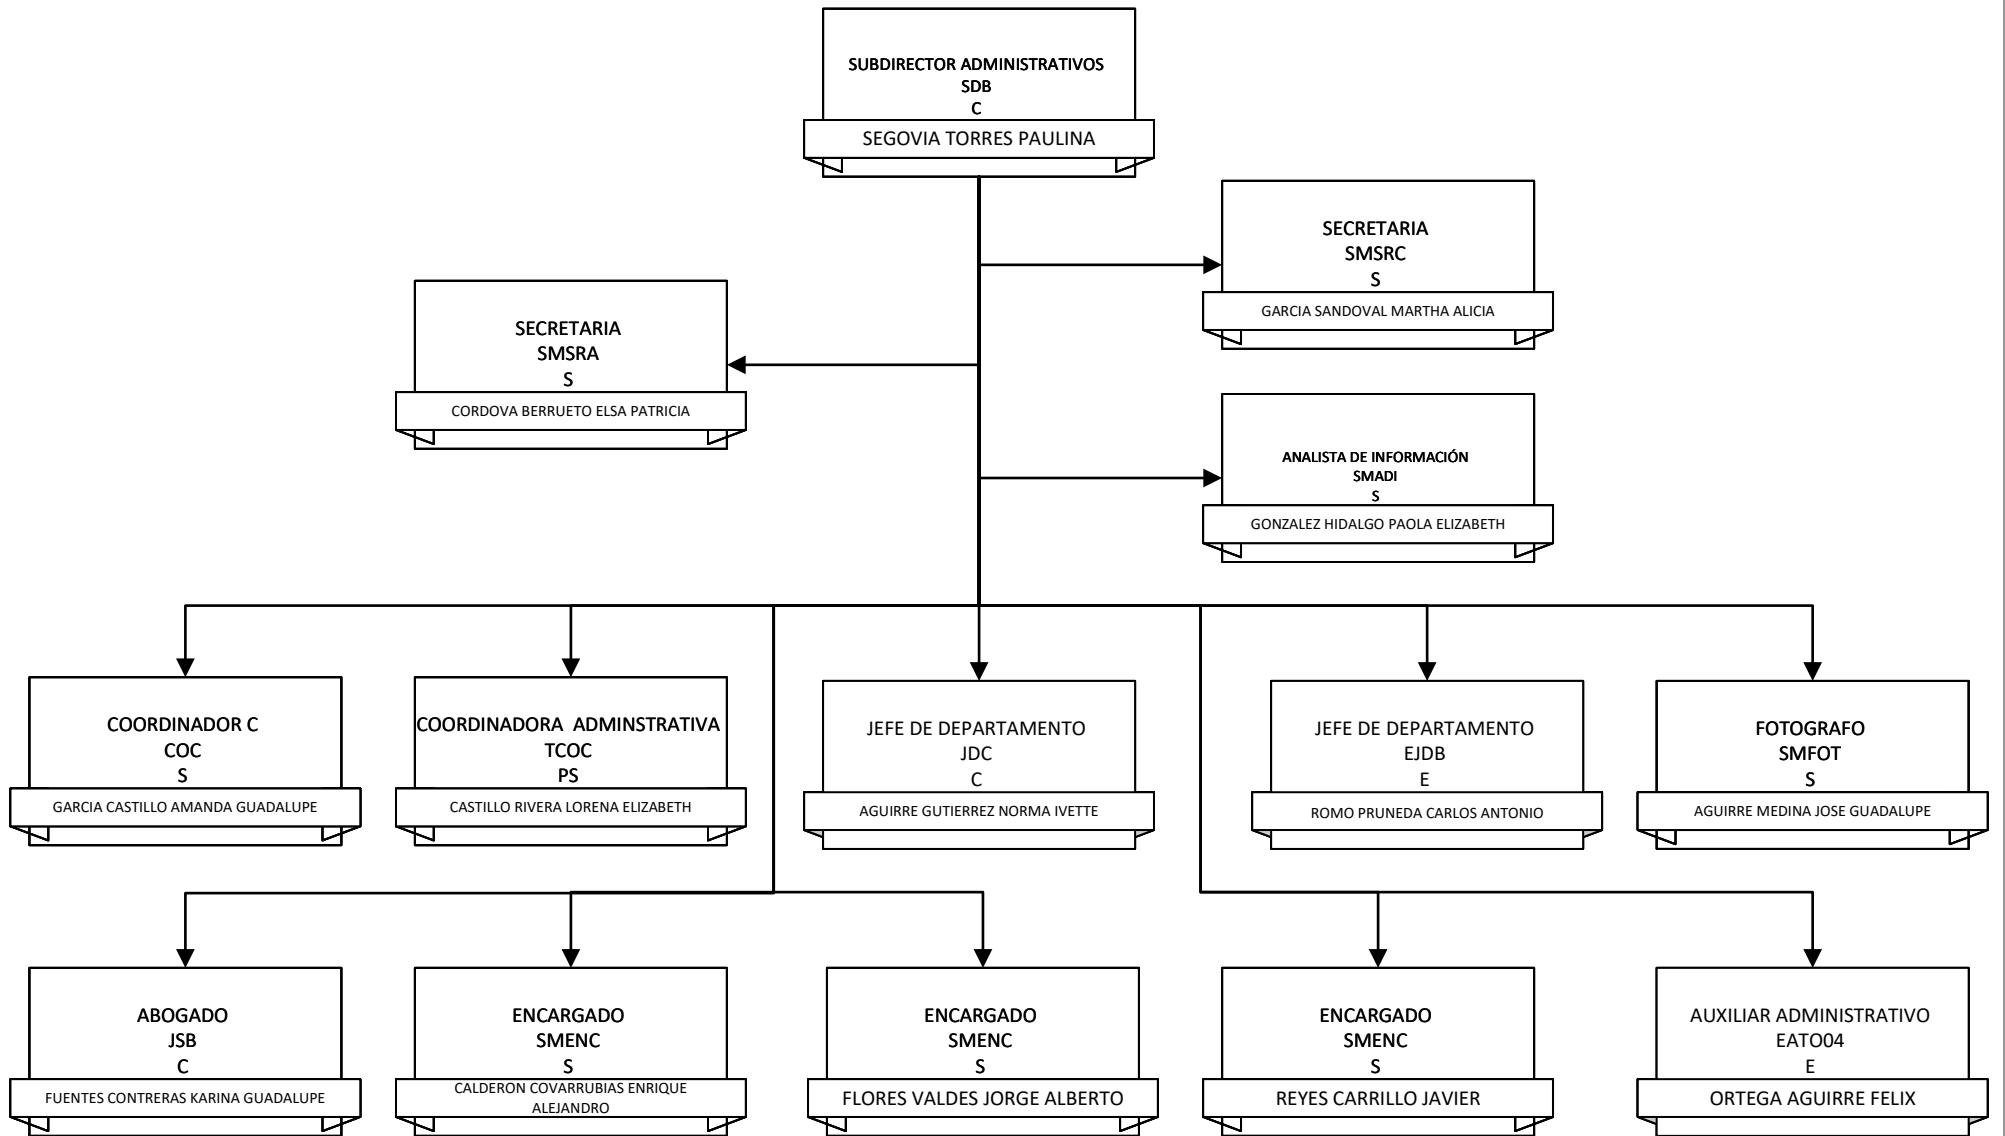 SUBDIRECTOR ADMINISTRATIVOS
SDB
C
SEGOVIA TORRES PAULINA
SECRETARIA
SMSRC
S
GARCIA SANDOVAL MARTHA ALICIA
SECRETARIA
SMSRA
S
CORDOVA BERRUETO ELSA PATRICIA
ANALISTA DE INFORMACIÓN
SMADI
S
GONZALEZ HIDALGO PAOLA ELIZABETH
COORDINADOR C
COC
S
GARCIA CASTILLO AMANDA GUADALUPE
COORDINADORA ADMINSTRATIVA
TCOC
PS
CASTILLO RIVERA LORENA ELIZABETH
JEFE DE DEPARTAMENTO
JDC
C
AGUIRRE GUTIERREZ NORMA IVETTE
JEFE DE DEPARTAMENTO
EJDB
E
ROMO PRUNEDA CARLOS ANTONIO
FOTOGRAFO
SMFOT
S
AGUIRRE MEDINA JOSE GUADALUPE
ABOGADO
JSB
C
FUENTES CONTRERAS KARINA GUADALUPE
ENCARGADO
SMENC
S
CALDERON COVARRUBIAS ENRIQUE
ALEJANDRO
ENCARGADO
SMENC
S
FLORES VALDES JORGE ALBERTO
ENCARGADO
SMENC
S
REYES CARRILLO JAVIER
AUXILIAR ADMINISTRATIVO
EATO04
E
ORTEGA AGUIRRE FELIX